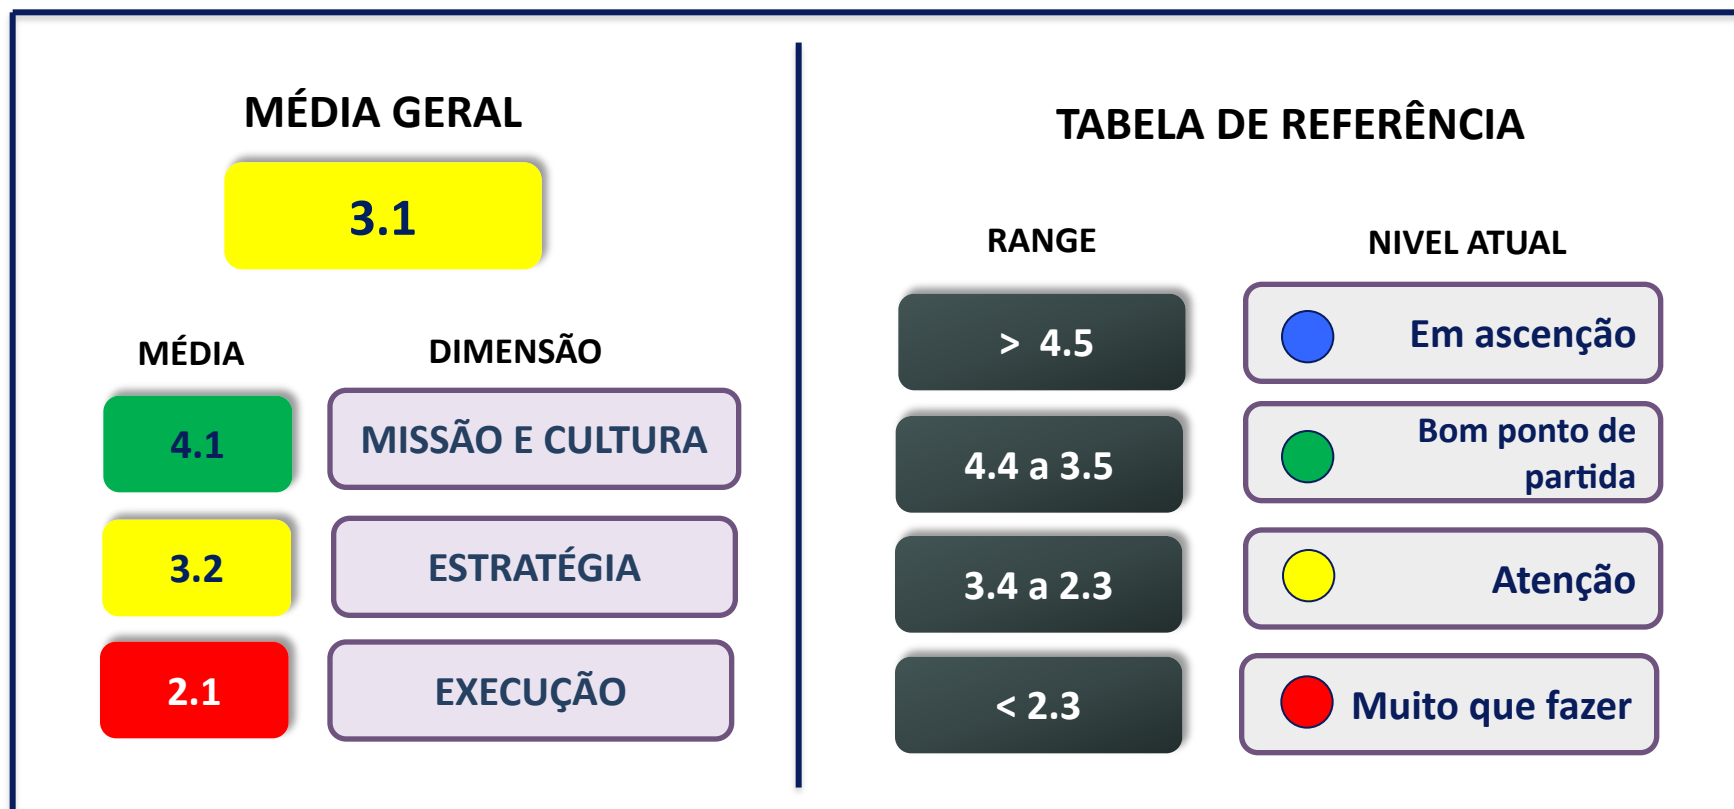 MÉDIA GERAL
3.1
MÉDIA
DIMENSÃO
4.1
MISSÃO E CULTURA
3.2
ESTRATÉGIA
2.1
EXECUÇÃO
TABELA DE REFERÊNCIA
RANGE
NIVEL ATUAL
> 4.5
Em ascenção
4.4 a 3.5
Bom ponto de
partida
3.4 a 2.3
Atenção
< 2.3
Muito que fazer